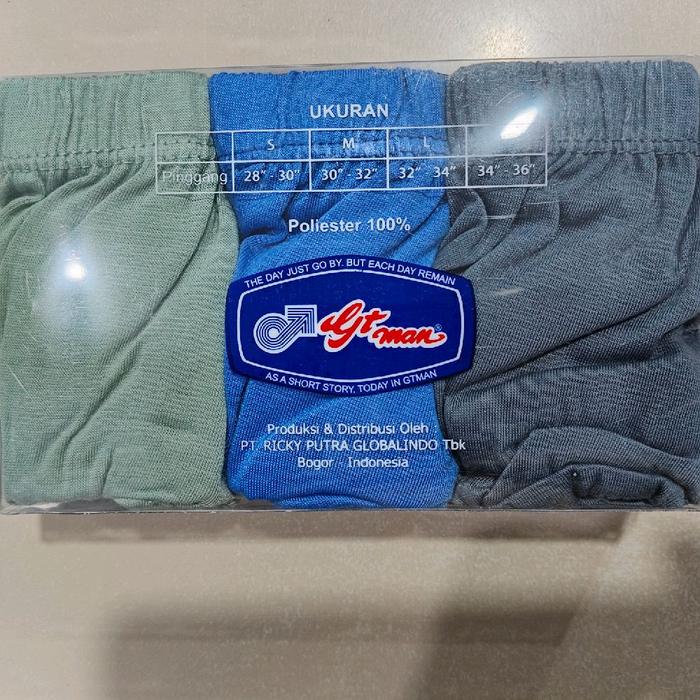 UKURAN
S M L
Pinggang 28" - 30" 30" - 32" 32" 34" 34" - 36"
Poliester 100%
THE DAY JUST GO BY. BUT EACH DAY REMAIN
Gt man®
AS A SHORT STORY. TODAY IN GTMAN
Produksi & Distribusi Oleh
PT. RICKY PUTRA GLOBALINDO Tbk
Bogor - Indonesia